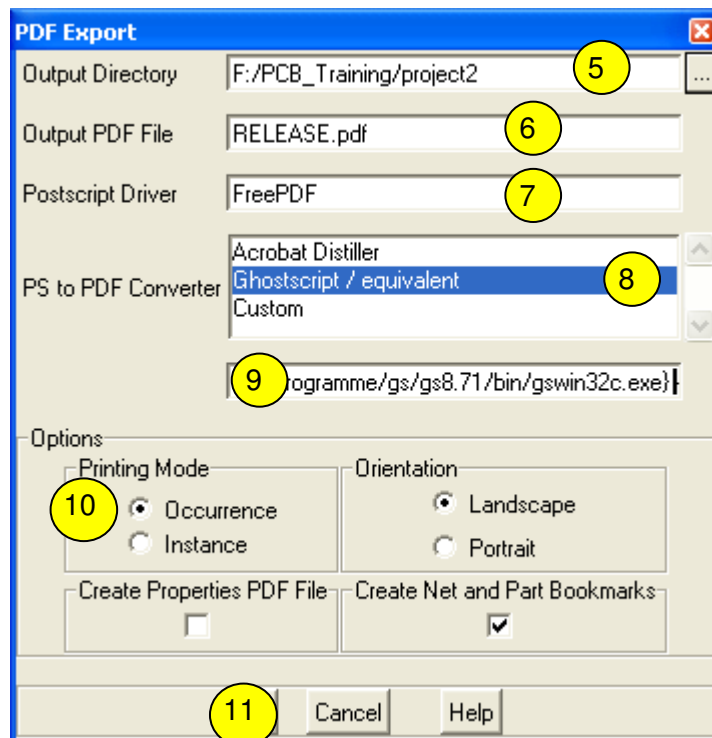 PDF Export
Output Directory F:/PCB_Training/project2 5 ...
Output PDF File RELEASE.pdf 6
Postscript Driver FreePDF 7
Acrobat Distiller
PS to PDF Converter Ghostscript / equivalent 8
Custom
9 rogramme/gs/gs8.71/bin/gswin32c.exe} -
Options
Printing Mode Orientation
10 Occurrence Landscape
Instance Portrait
Create Properties PDF File Create Net and Part Bookmarks
11 Cancel Help